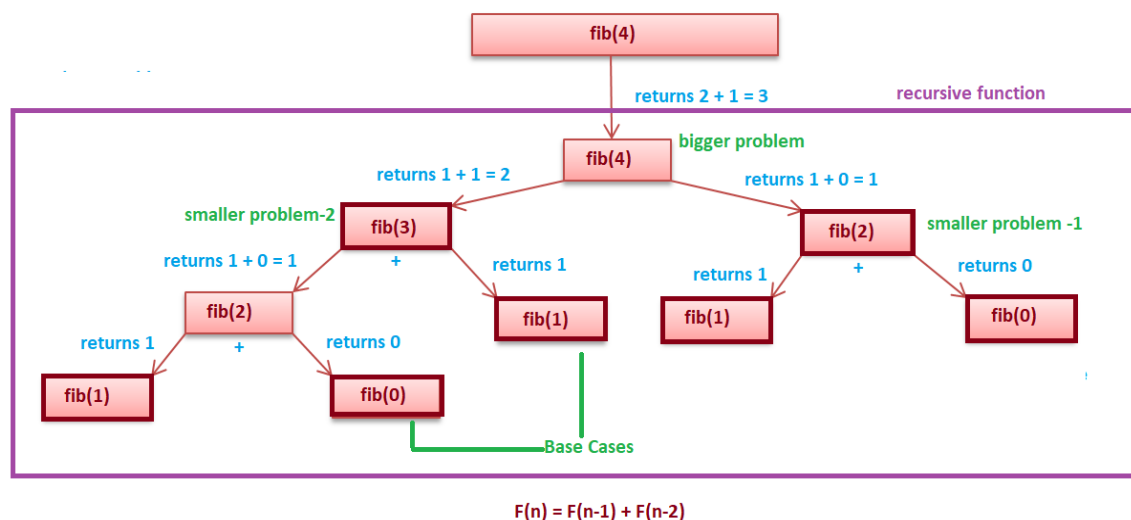 fib(4)
returns 2 + 1 = 3
recursive function
bigger problem
fib(4)
returns 1 + 1 = 2
returns 1 + 0 = 1
smaller problem-2
fib(3)
+
fib(2)
+
smaller problem -1
returns 1 + 0 = 1
returns 1
returns 1
returns 0
fib(2)
+
fib(1)
fib(1)
fib(0)
returns 1
returns 0
fib(1)
fib(0)
Base Cases
F(n) = F(n-1) + F(n-2)